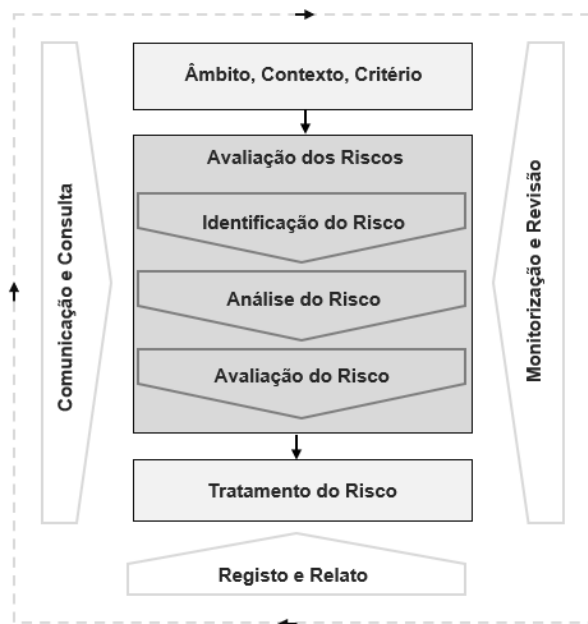 Âmbito, Contexto, Critério
Avaliação dos Riscos
Identificação do Risco
Análise do Risco
Avaliação do Risco
Tratamento do Risco
Registo e Relato
Comunicação e Consulta
Monitorização e Revisão